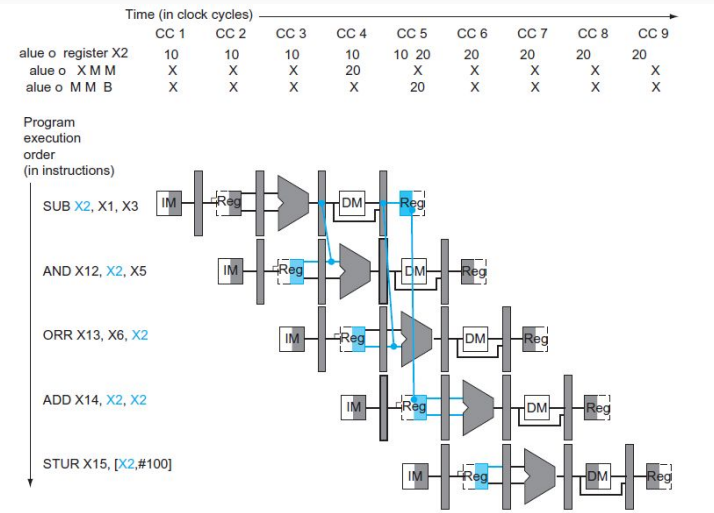 Time (in clock cycles)
CC 1 CC 2 CC 3 CC 4 CC 5 CC 6 CC 7 CC 8 CC 9
alue o register X2 10 10 10 10 10 20 20 20 20 20
alue o X M M X X X 20 X X X X X
alue o M M B X X X X 20 X X X X
Program
execution
order
(in instructions)
SUB X2, X1, X3 IM Reg DM Reg
AND X12, X2, X5 IM Reg DM Reg
ORR X13, X6, X2 IM Reg DM Reg
ADD X14, X2, X2 IM Reg DM Reg
STUR X15, [X2,#100] IM Reg DM Reg